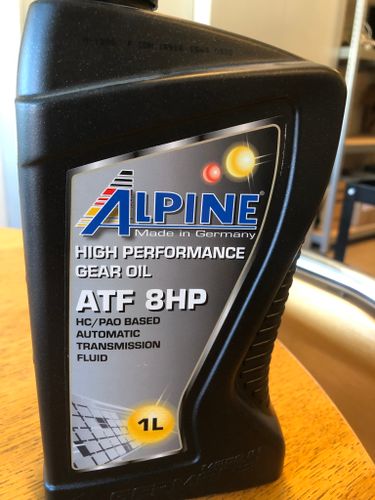 ALPINE®
Made in Germany
HIGH PERFORMANCE
GEAR OIL
ATF 8HP
HC/PAO BASED
AUTOMATIC
TRANSMISSION
FLUID
1L